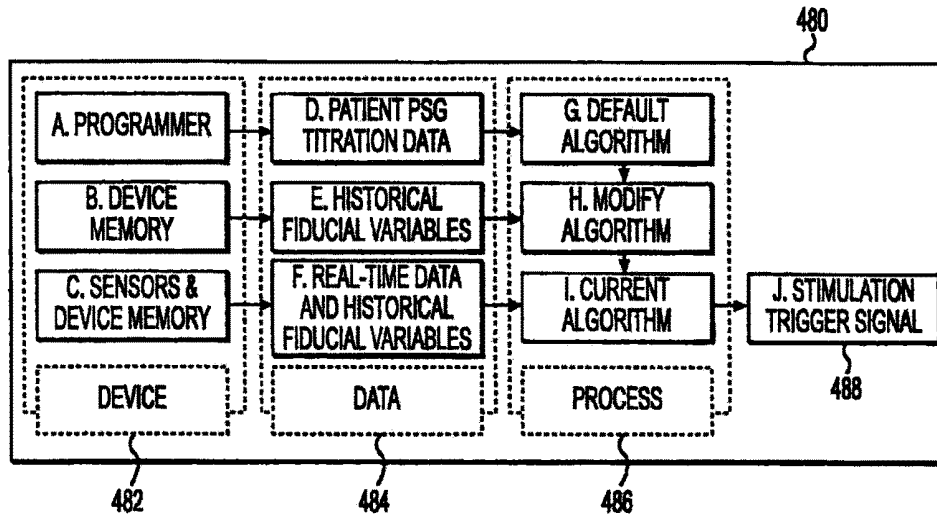 480
A. PROGRAMMER
D. PATIENT PSG
TITRATION DATA
G. DEFAULT
ALGORITHM
B. DEVICE
MEMORY
E. HISTORICAL
FIDUCIAL VARIABLES
H. MODIFY
ALGORITHM
C. SENSORS &
DEVICE MEMORY
F. REAL-TIME DATA
AND HISTORICAL
FIDUCIAL VARIABLES
I. CURRENT
ALGORITHM
J. STIMULATION
TRIGGER SIGNAL
488
DEVICE
DATA
PROCESS
482
484
486